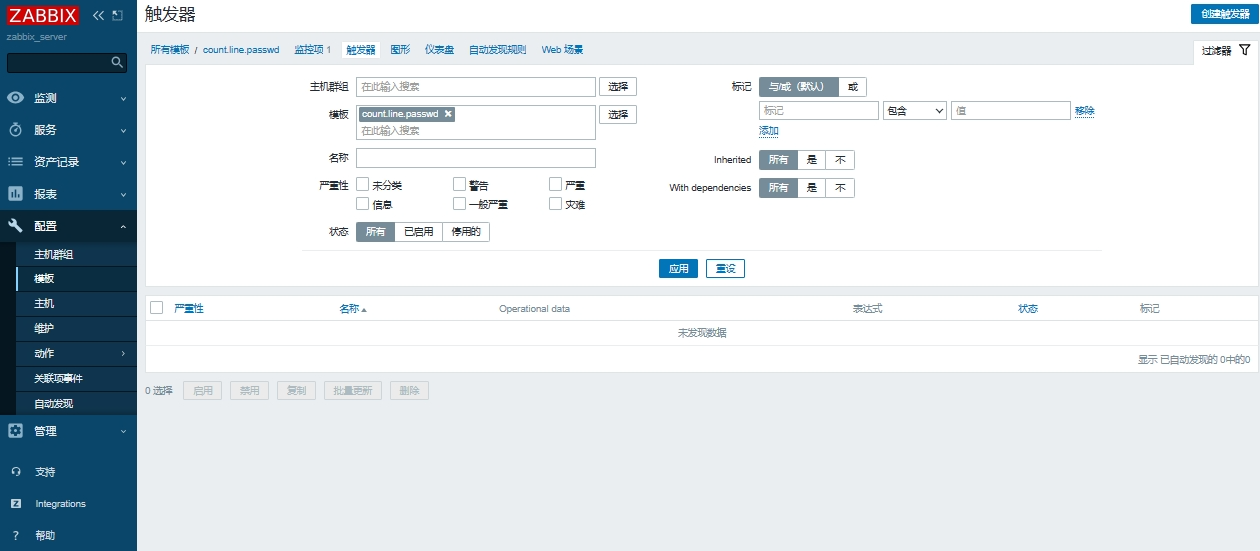 ZABBIX
zabbix_server
监测
服务
资产记录
报表
配置
主机群组
模板
主机
维护
动作
关联项事件
自动发现
管理
支持
Integrations
帮助
触发器
创建触发器
所有模板 / count.line.passwd 监控项 1 触发器 图形 仪表盘 自动发现规则 Web 场景
过滤器
主机群组 在此输入搜索 选择
模板 count.line.passwd 选择
在此输入搜索
名称
严重性 未分类 警告 严重
信息 一般严重 灾难
状态 所有 已启用 停用的
标记 与/或（默认） 或
标记 包含 值 移除
添加
Inherited 所有 是 不
With dependencies 所有 是 不
应用 重设
严重性 名称 Operational data 表达式 状态 标记
未发现数据
显示 已自动发现的 0中的0
0 选择 启用 禁用 复制 批量更新 删除